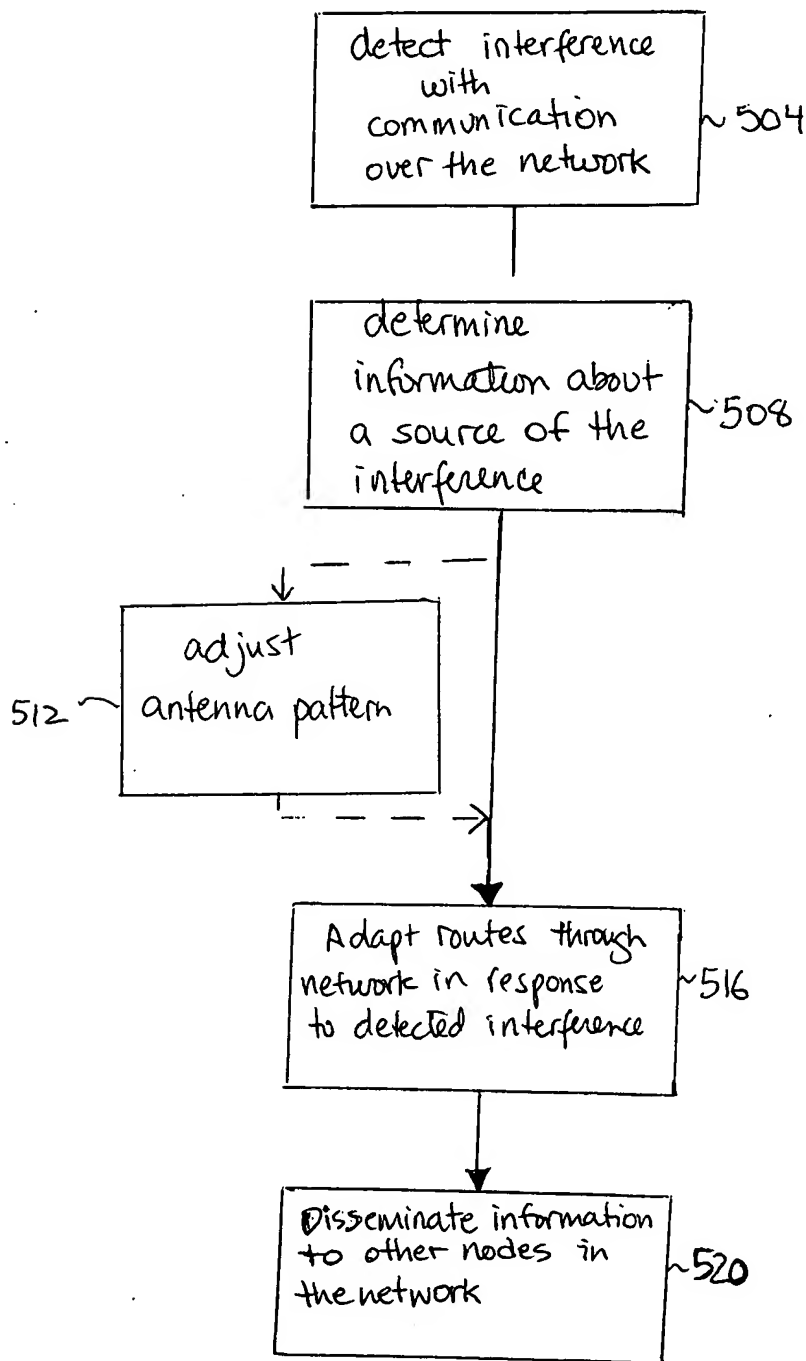 detect interference
with
communication
over the network
504
determine
information about
a source of the
interference
508
adjust
antenna pattern
512
Adapt routes through
network in response
to detected interference
516
Disseminate information
to other nodes in
the network
520